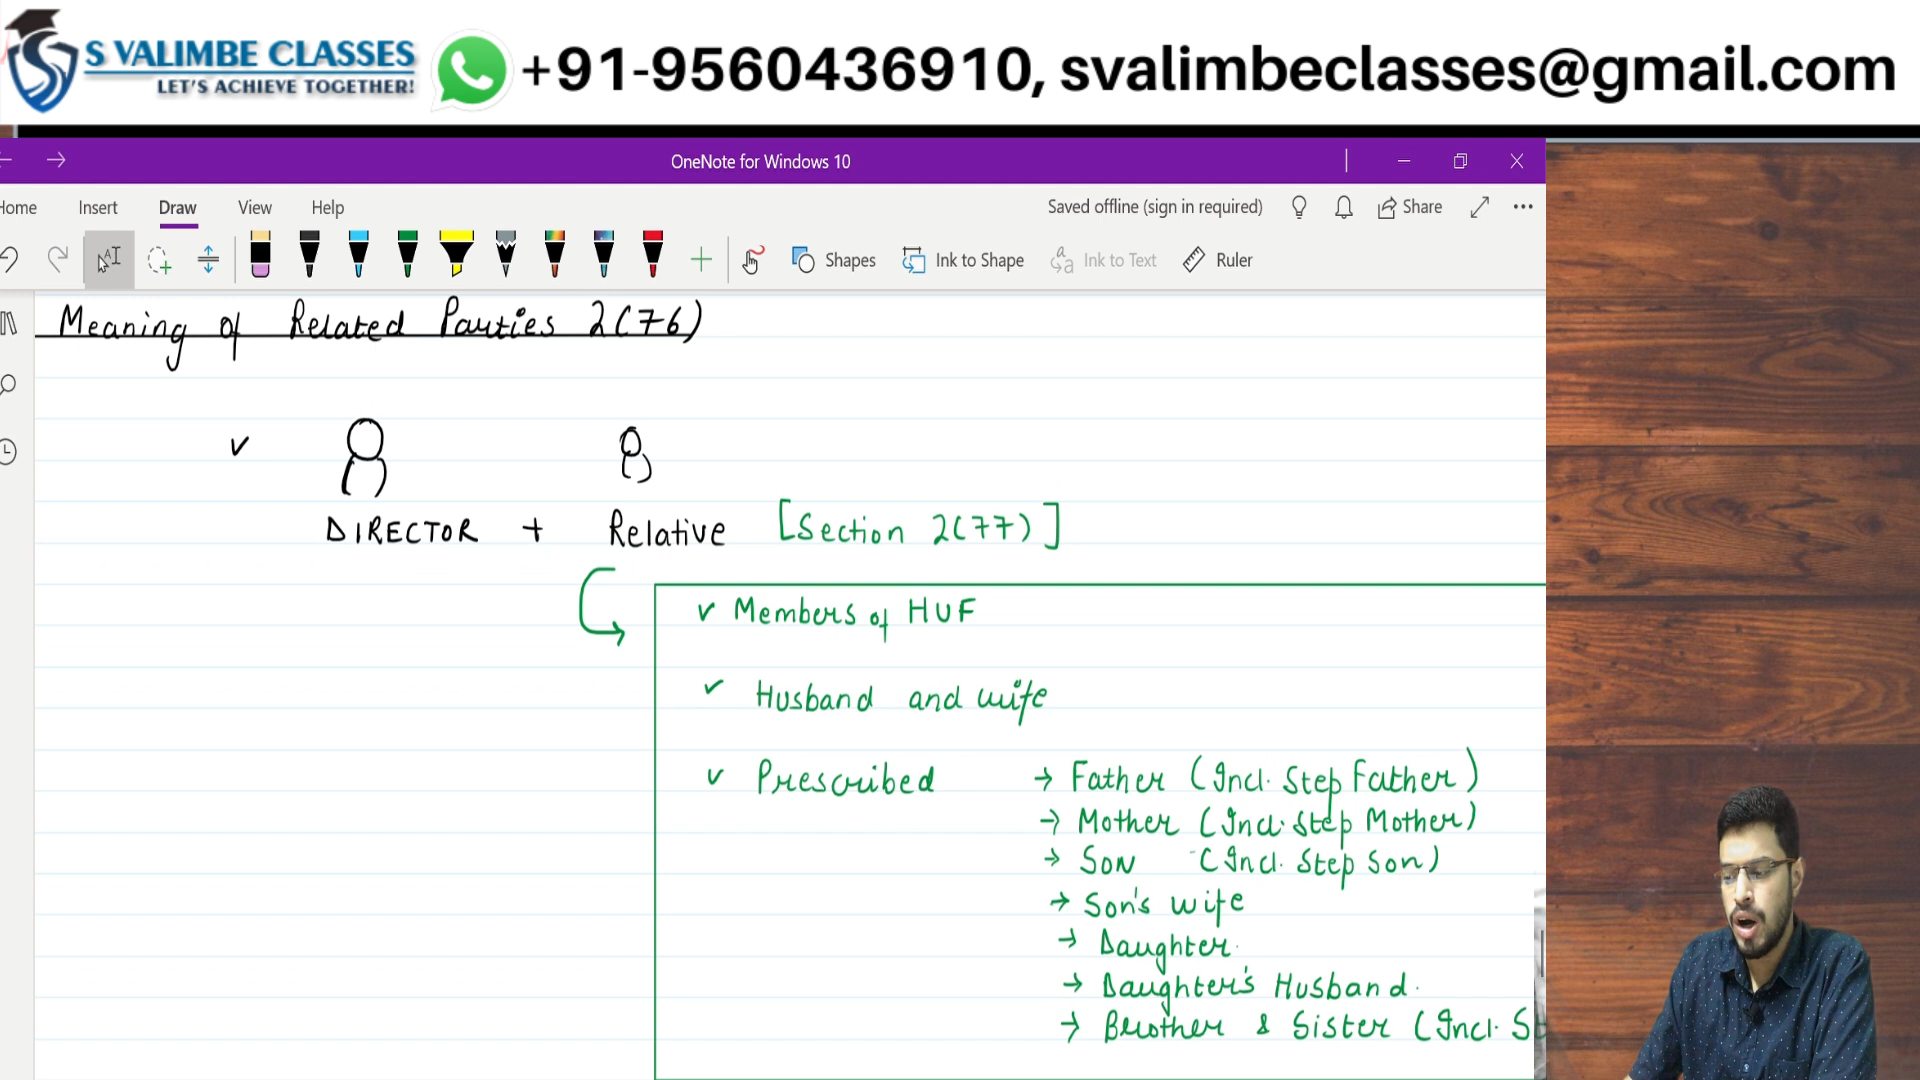 S VALIMBE CLASSES
LET'S ACHIEVE TOGETHER!
+91-9560436910, svalimbeclasses@gmail.com
OneNote for Windows 10
Home Insert Draw View Help
Saved offline (sign in required) Share
Shapes Ink to Shape Ink to Text Ruler
Meaning of Related Parties 2(76)
DIRECTOR + Relative [Section 2(77)]
Members of HUF
Husband and wife
Prescribed → Father (Incl. Step Father)
→ Mother (Incl. Step Mother)
→ Son (Incl. Step Son)
→ Son's wife
→ Daughter.
→ Daughter's Husband.
→ Brother & Sister (Incl. St